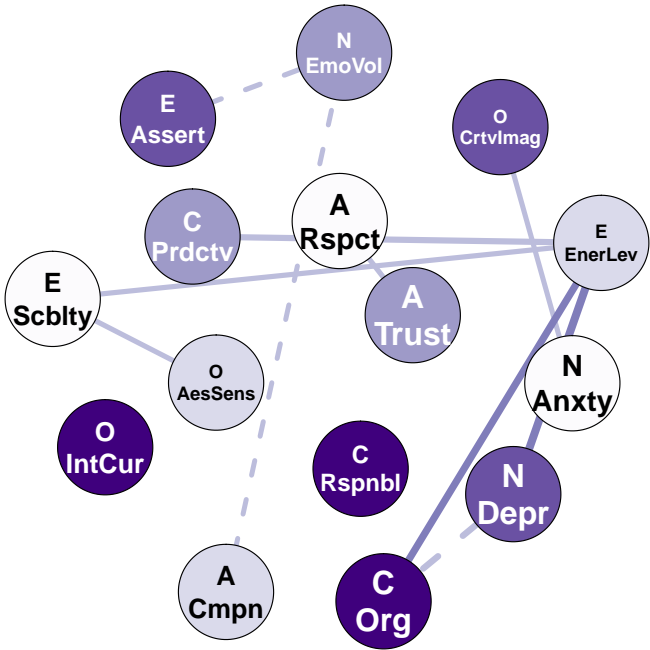 N
EmoVol
E
Assert
O
CrtvImag
A
Rspct
C
Prdctv
E
EnerLev
E
Scblty
A
Trust
O
AesSens
N
Anxty
O
IntCur
C
Rspnbl
N
Depr
A
Cmpn
C
Org